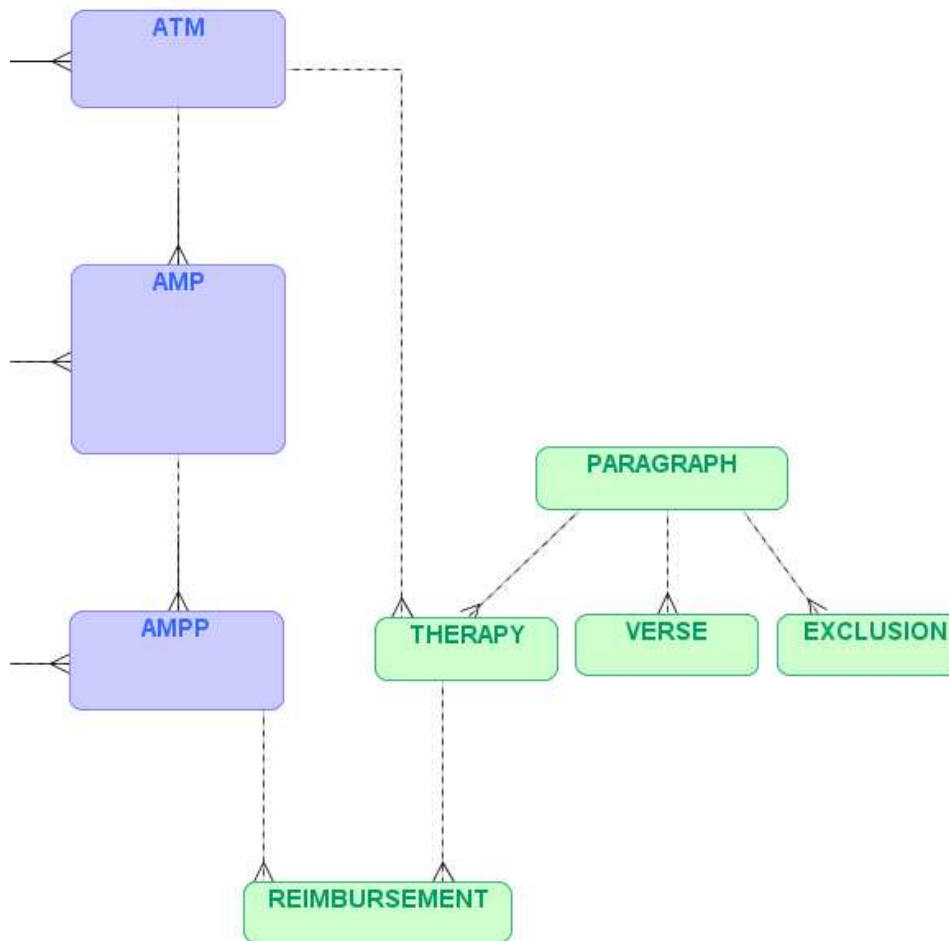 ATM
AMP
PARAGRAPH
AMPP
THERAPY
VERSE
EXCLUSION
REIMBURSEMENT